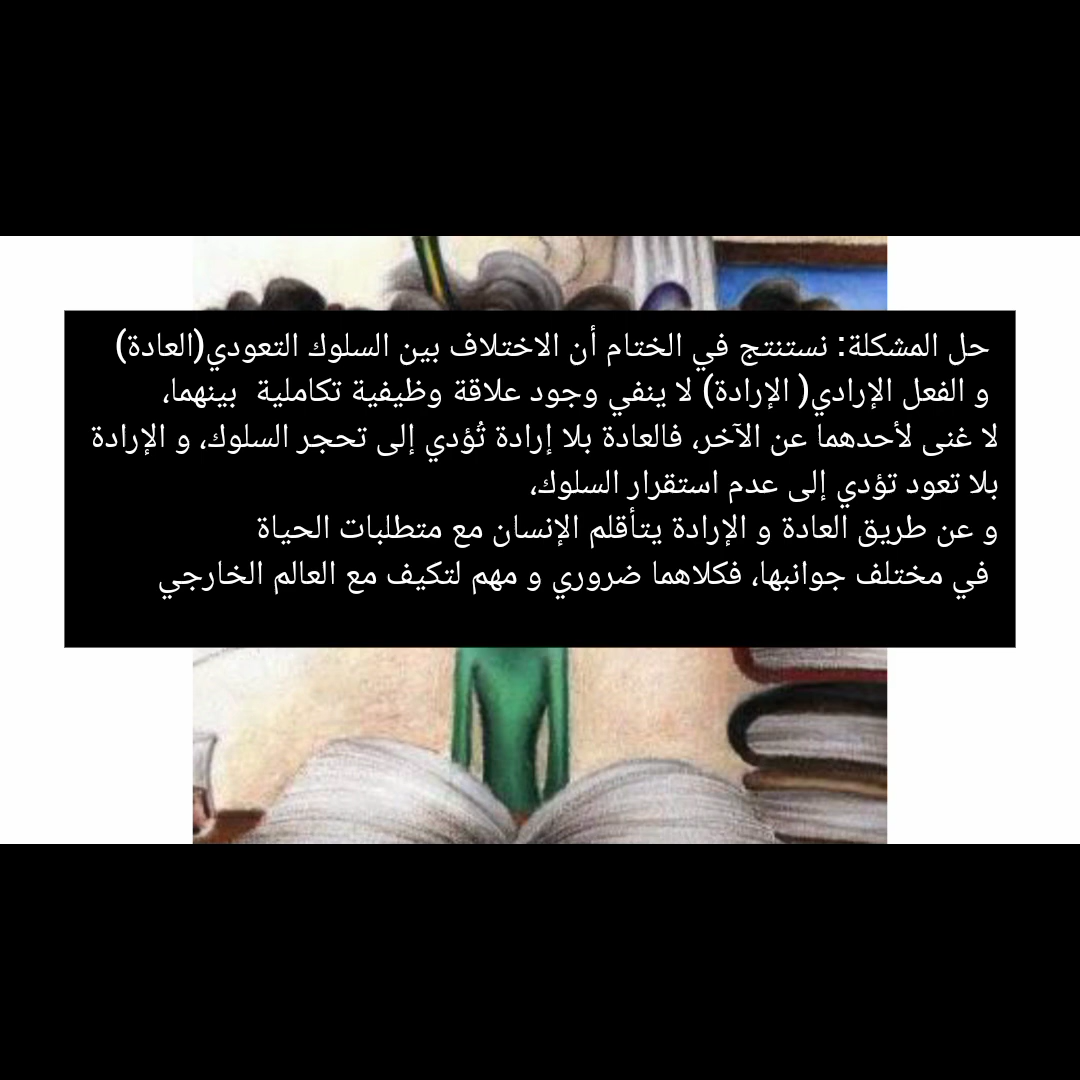 حل المشكلة: نستنتج في الختام أن الاختلاف بين السلوك التعودي(العادة)
و الفعل الإرادي( الإرادة) لا ينفي وجود علاقة وظيفية تكاملية  بينهما،
لا غنى لأحدهما عن الآخر، فالعادة بلا إرادة تُؤدي إلى تحجر السلوك، و الإرادة
بلا تعود تؤدي إلى عدم استقرار السلوك،
و عن طريق العادة و الإرادة يتأقلم الإنسان مع متطلبات الحياة
في مختلف جوانبها، فكلاهما ضروري و مهم لتكيف مع العالم الخارجي